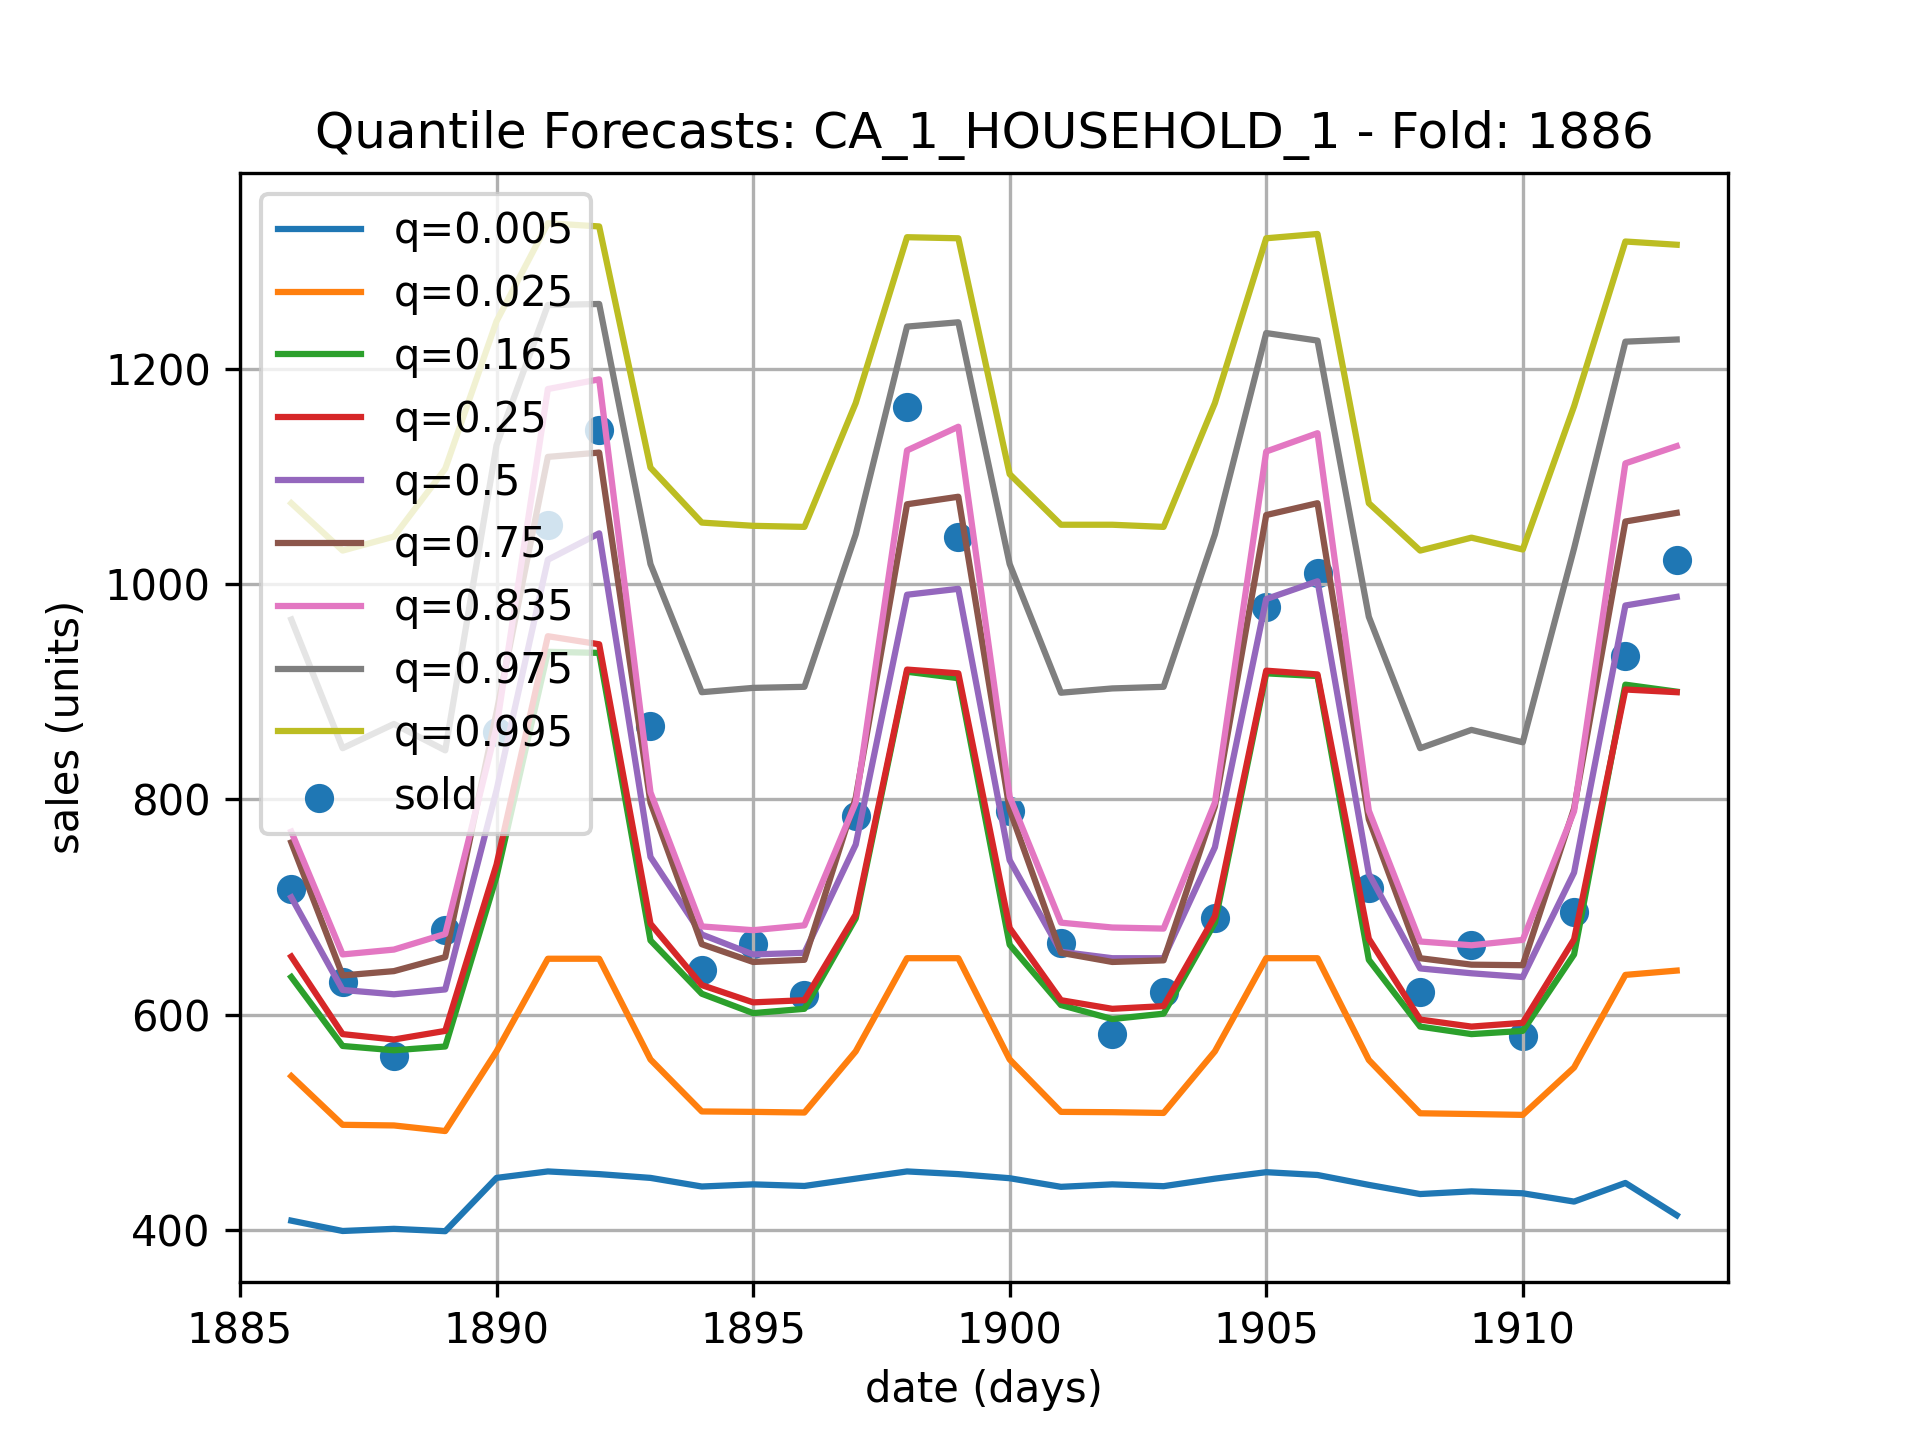 Quantile Forecasts: CA_1_HOUSEHOLD_1 - Fold: 1886
q=0.005
q=0.025
q=0.165
q=0.25
q=0.5
q=0.75
q=0.835
q=0.975
q=0.995
sold
sales (units)
1200
1000
800
600
400
1885 1890 1895 1900 1905 1910
date (days)